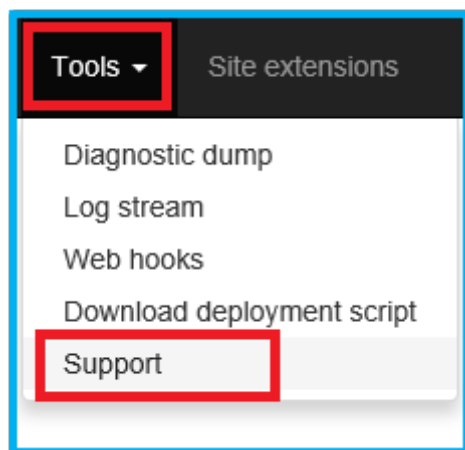 Tools Site extensions
Diagnostic dump
Log stream
Web hooks
Download deployment script
Support